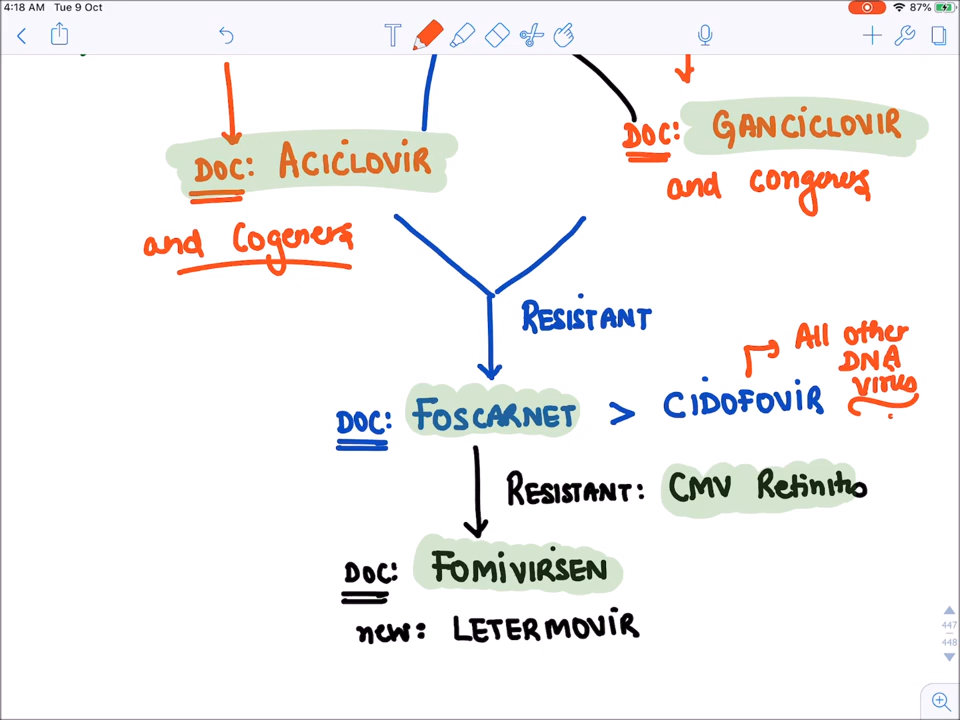 4:18 AM Tue 9 Oct
87%
T
DOC: ACICLOVIR
and Cogeners
DOC: GANCICLOVIR
and congeners
RESISTANT
All other
DNA
virus
DOC: FOSCARNET > CIDOFOVIR
RESISTANT: CMV Retinitis
DOC: FOMIVIRSEN
new: LETERMOVIR
447
448